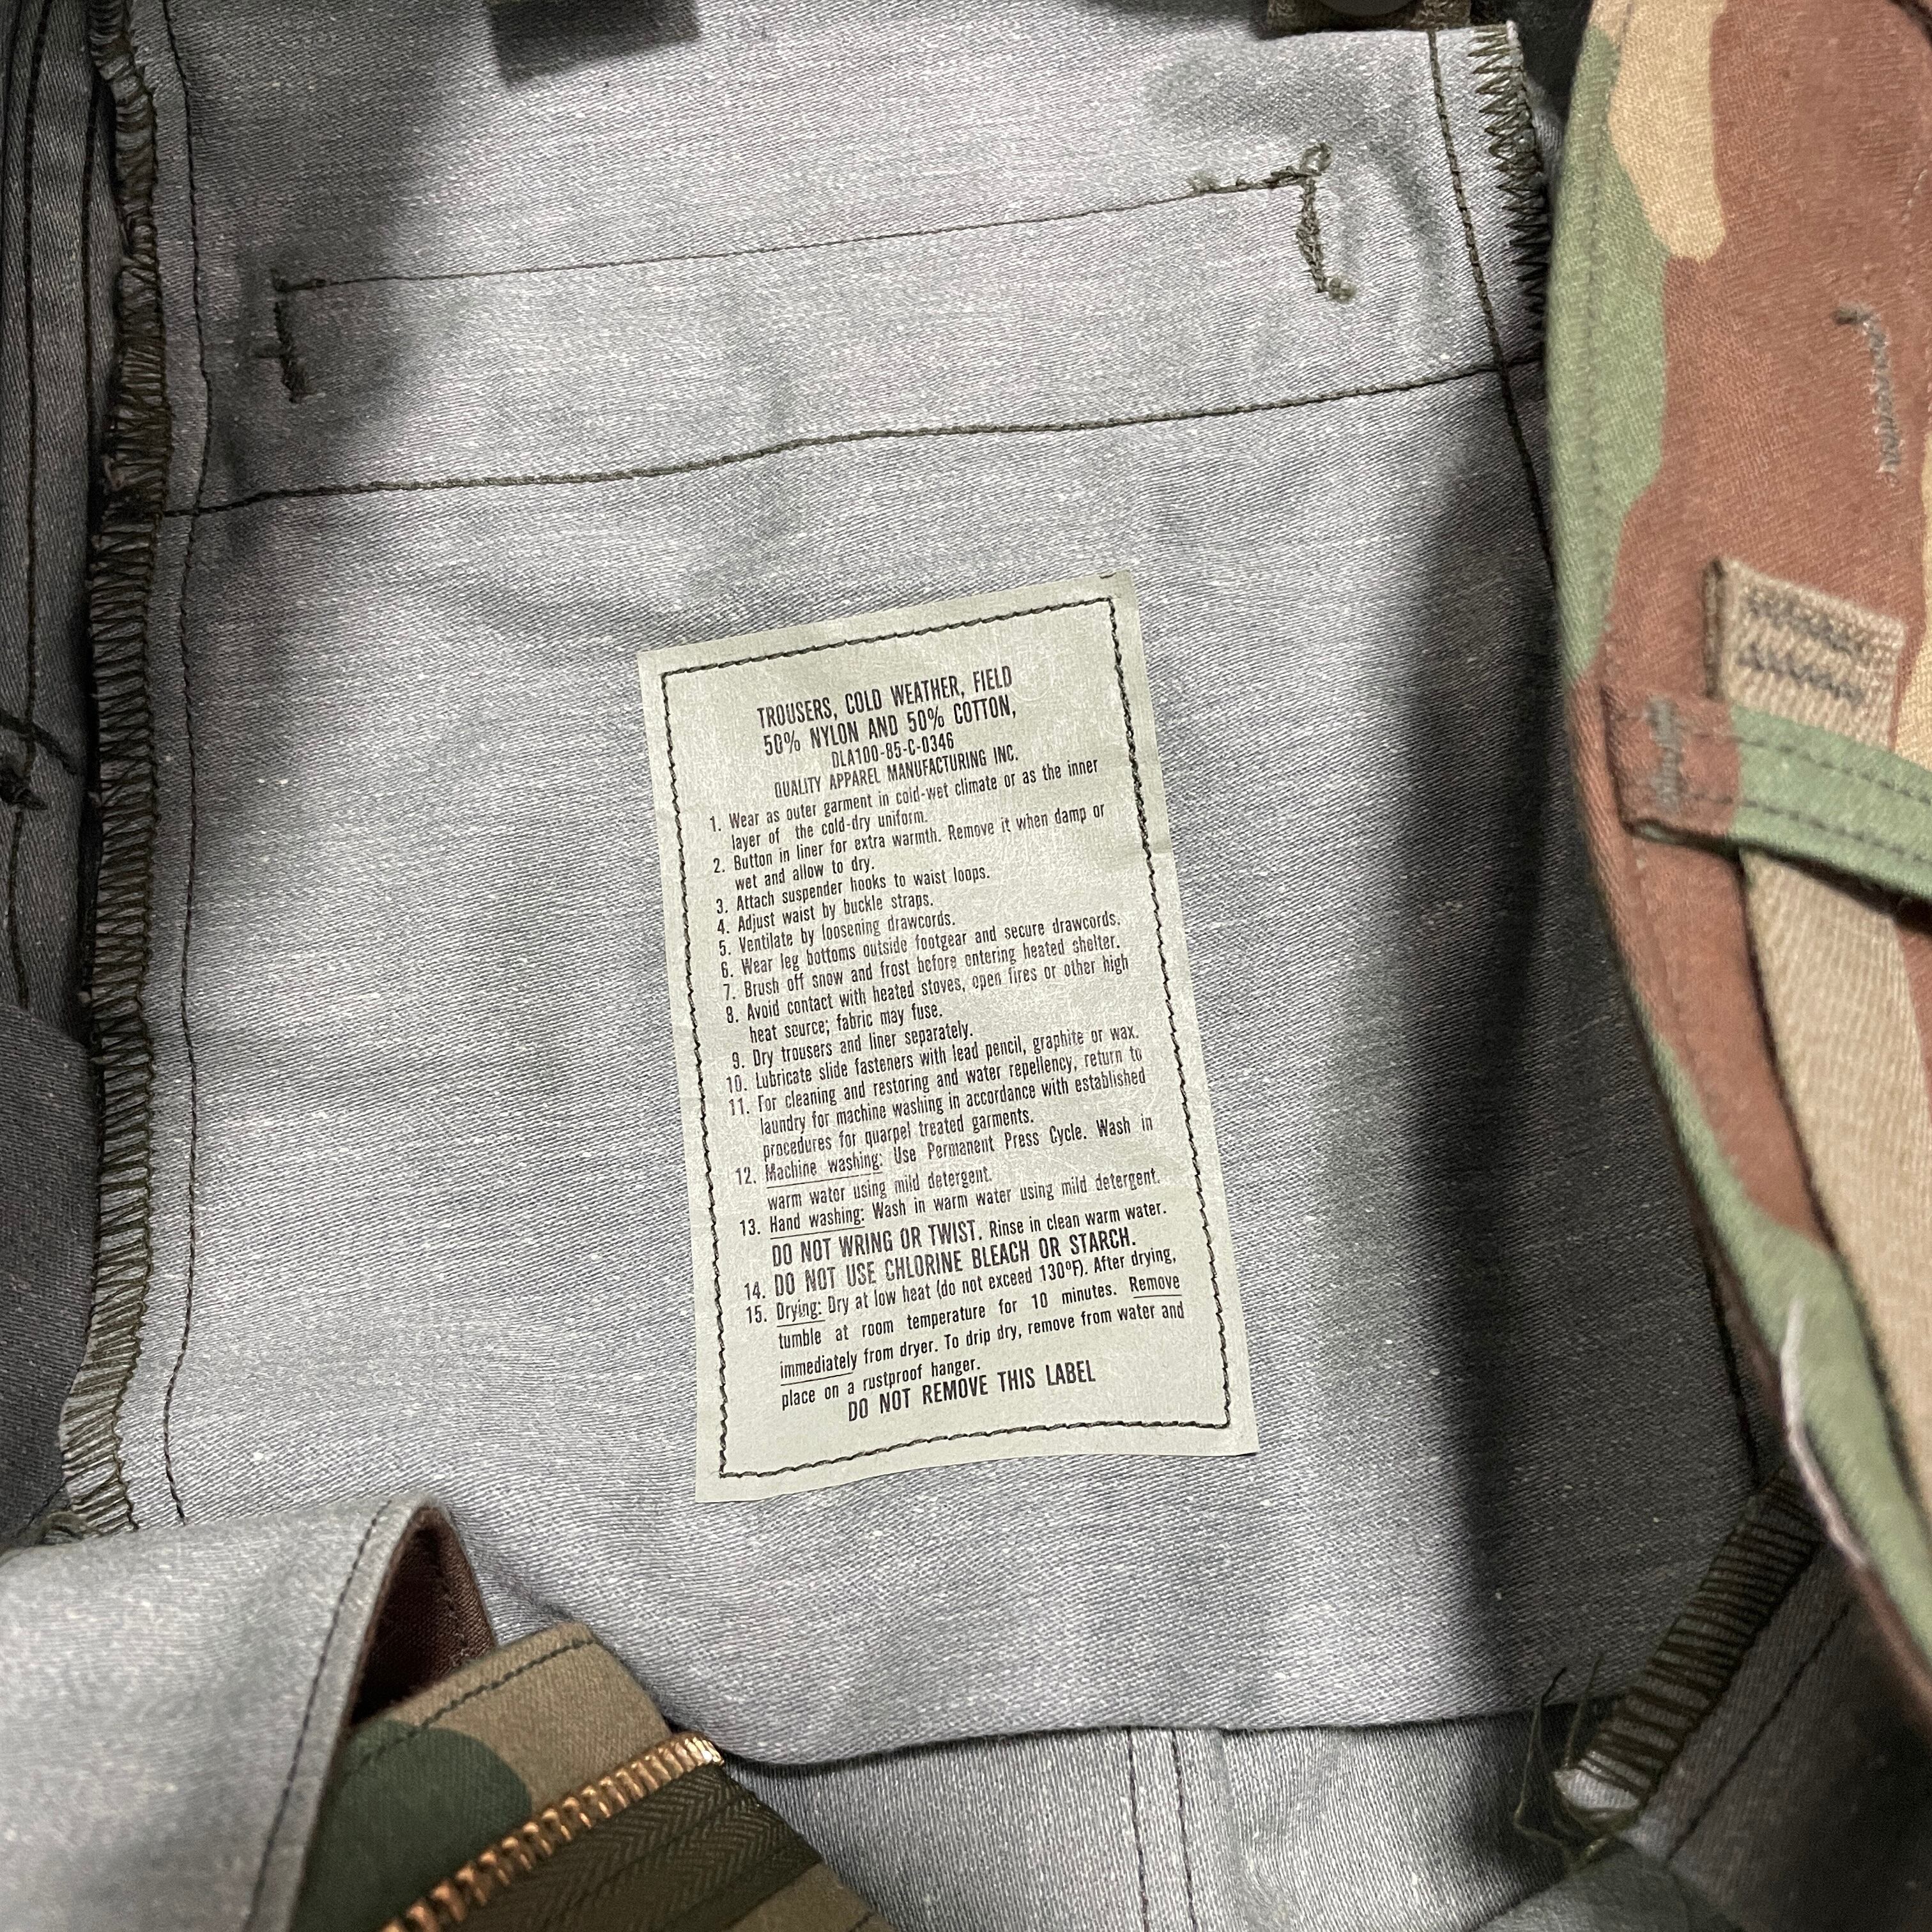 TROUSERS, COLD WEATHER, FIELD
50% NYLON AND 50% COTTON,
DLA100-85-C-0346
QUALITY APPAREL MANUFACTURING INC.
1. Wear as outer garment in cold-wet climate or as the inner
layer of the cold-dry uniform.
2. Button in liner for extra warmth. Remove it when damp or
wet and allow to dry.
3. Attach suspender hooks to waist loops.
4. Adjust waist by buckle straps.
5. Ventilate by loosening drawcords.
6. Wear leg bottoms outside footgear and secure drawcords.
7. Brush off snow and frost before entering heated shelter.
8. Avoid contact with heated stoves, open fires or other high
heat source; fabric may fuse.
9. Dry trousers and liner separately.
10. Lubricate slide fasteners with lead pencil, graphite or wax.
11. For cleaning and restoring and water repellency, return to
laundry for machine washing in accordance with established
procedures for quarpel treated garments.
12. Machine washing: Use Permanent Press Cycle. Wash in
warm water using mild detergent.
13. Hand washing: Wash in warm water using mild detergent.
DO NOT WRING OR TWIST. Rinse in clean warm water.
14. DO NOT USE CHLORINE BLEACH OR STARCH.
15. Drying: Dry at low heat (do not exceed 130ºF). After drying,
tumble at room temperature for 10 minutes. Remove
immediately from dryer. To drip dry, remove from water and
place on a rustproof hanger.
DO NOT REMOVE THIS LABEL